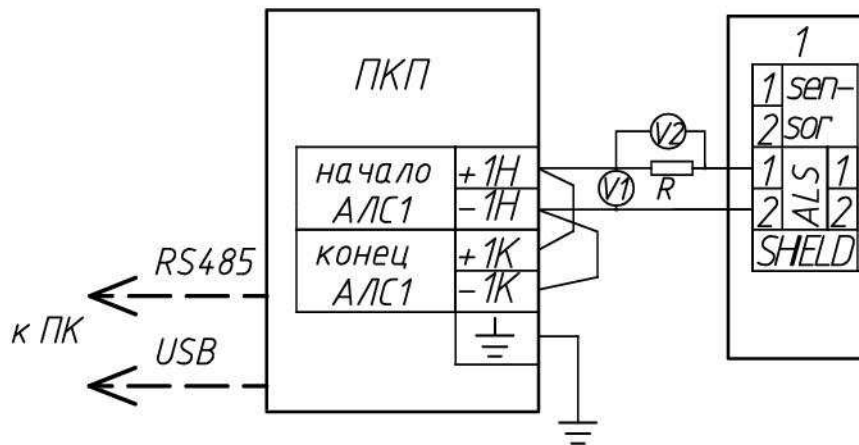 ПКП
начало
АЛС1
+1Н
-1Н
конец
АЛС1
+1К
-1К
RS485
к ПК
USB
V2
V1
R
1
1
2
sen-
sor
1
2
ALS
1
2
SHIELD